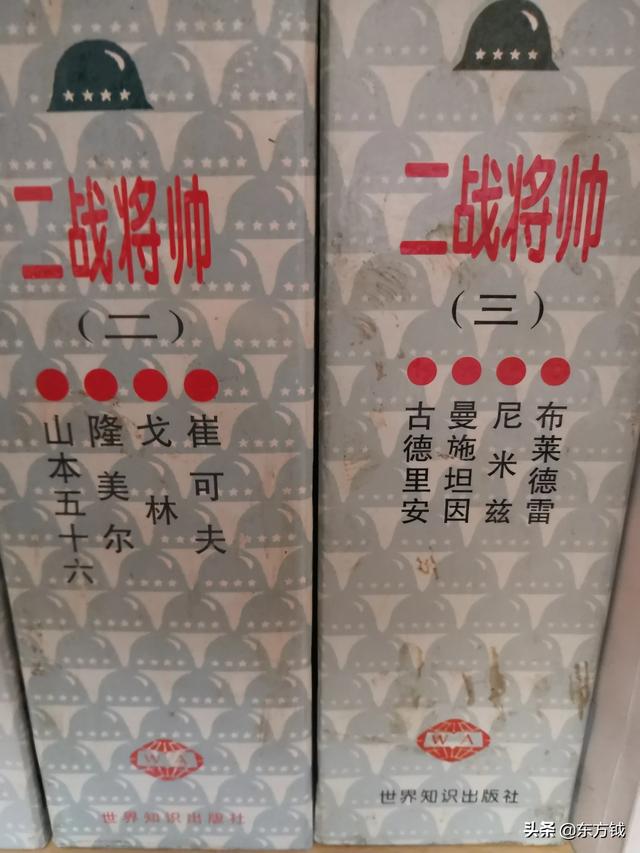 二战将帅
（二）
崔可夫
戈林
隆美尔
山本五十六
W A
世界知识出版社
二战将帅
（三）
布莱德雷
尼米兹
曼施坦因
古德里安
W A
世界知识出版社
头条 @东方钱